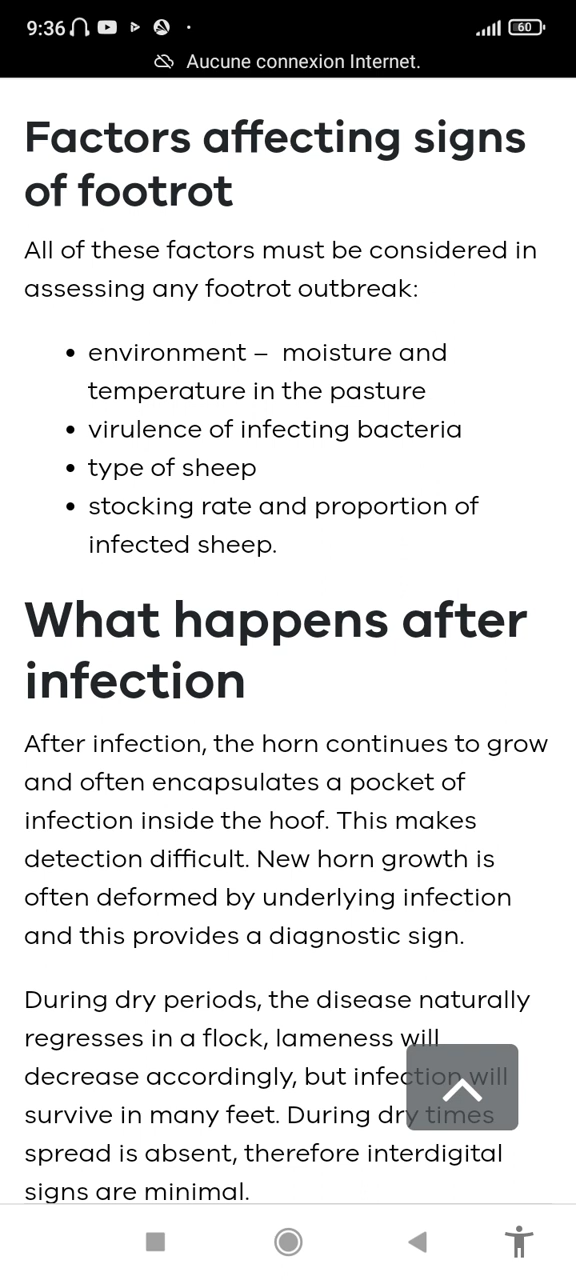 9:36
60
Aucune connexion Internet.
Factors affecting signs
of footrot
All of these factors must be considered in
assessing any footrot outbreak:
• environment –  moisture and
temperature in the pasture
• virulence of infecting bacteria
• type of sheep
• stocking rate and proportion of
infected sheep.
What happens after
infection
After infection, the horn continues to grow
and often encapsulates a pocket of
infection inside the hoof. This makes
detection difficult. New horn growth is
often deformed by underlying infection
and this provides a diagnostic sign.
During dry periods, the disease naturally
regresses in a flock, lameness will
decrease accordingly, but infection will
survive in many feet. During dry times
spread is absent, therefore interdigital
signs are minimal.